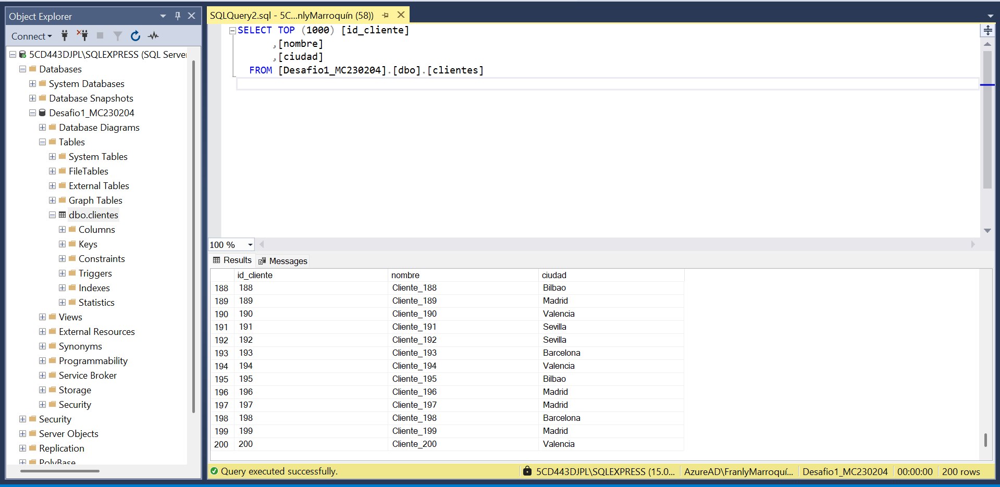 Object Explorer
Connect
5CD443DJPL\SQLEXPRESS (SQL Server
Databases
System Databases
Database Snapshots
Desafio1_MC230204
Database Diagrams
Tables
System Tables
FileTables
External Tables
Graph Tables
dbo.clientes
Columns
Keys
Constraints
Triggers
Indexes
Statistics
Views
External Resources
Synonyms
Programmability
Service Broker
Storage
Security
Security
Server Objects
Replication
PolyBase
SQLQuery2.sql - 5C...nlyMarroquín (58))
SELECT TOP (1000) [id_cliente]
,[nombre]
,[ciudad]
FROM [Desafio1_MC230204].[dbo].[clientes]
100 %
Results Messages
id_cliente nombre ciudad
188 188 Cliente_188 Bilbao
189 189 Cliente_189 Madrid
190 190 Cliente_190 Valencia
191 191 Cliente_191 Sevilla
192 192 Cliente_192 Sevilla
193 193 Cliente_193 Barcelona
194 194 Cliente_194 Valencia
195 195 Cliente_195 Bilbao
196 196 Cliente_196 Madrid
197 197 Cliente_197 Madrid
198 198 Cliente_198 Barcelona
199 199 Cliente_199 Madrid
200 200 Cliente_200 Valencia
Query executed successfully. 5CD443DJPL\SQLEXPRESS (15.0... AzureAD\FranlyMarroquí... Desafio1_MC230204 00:00:00 200 rows